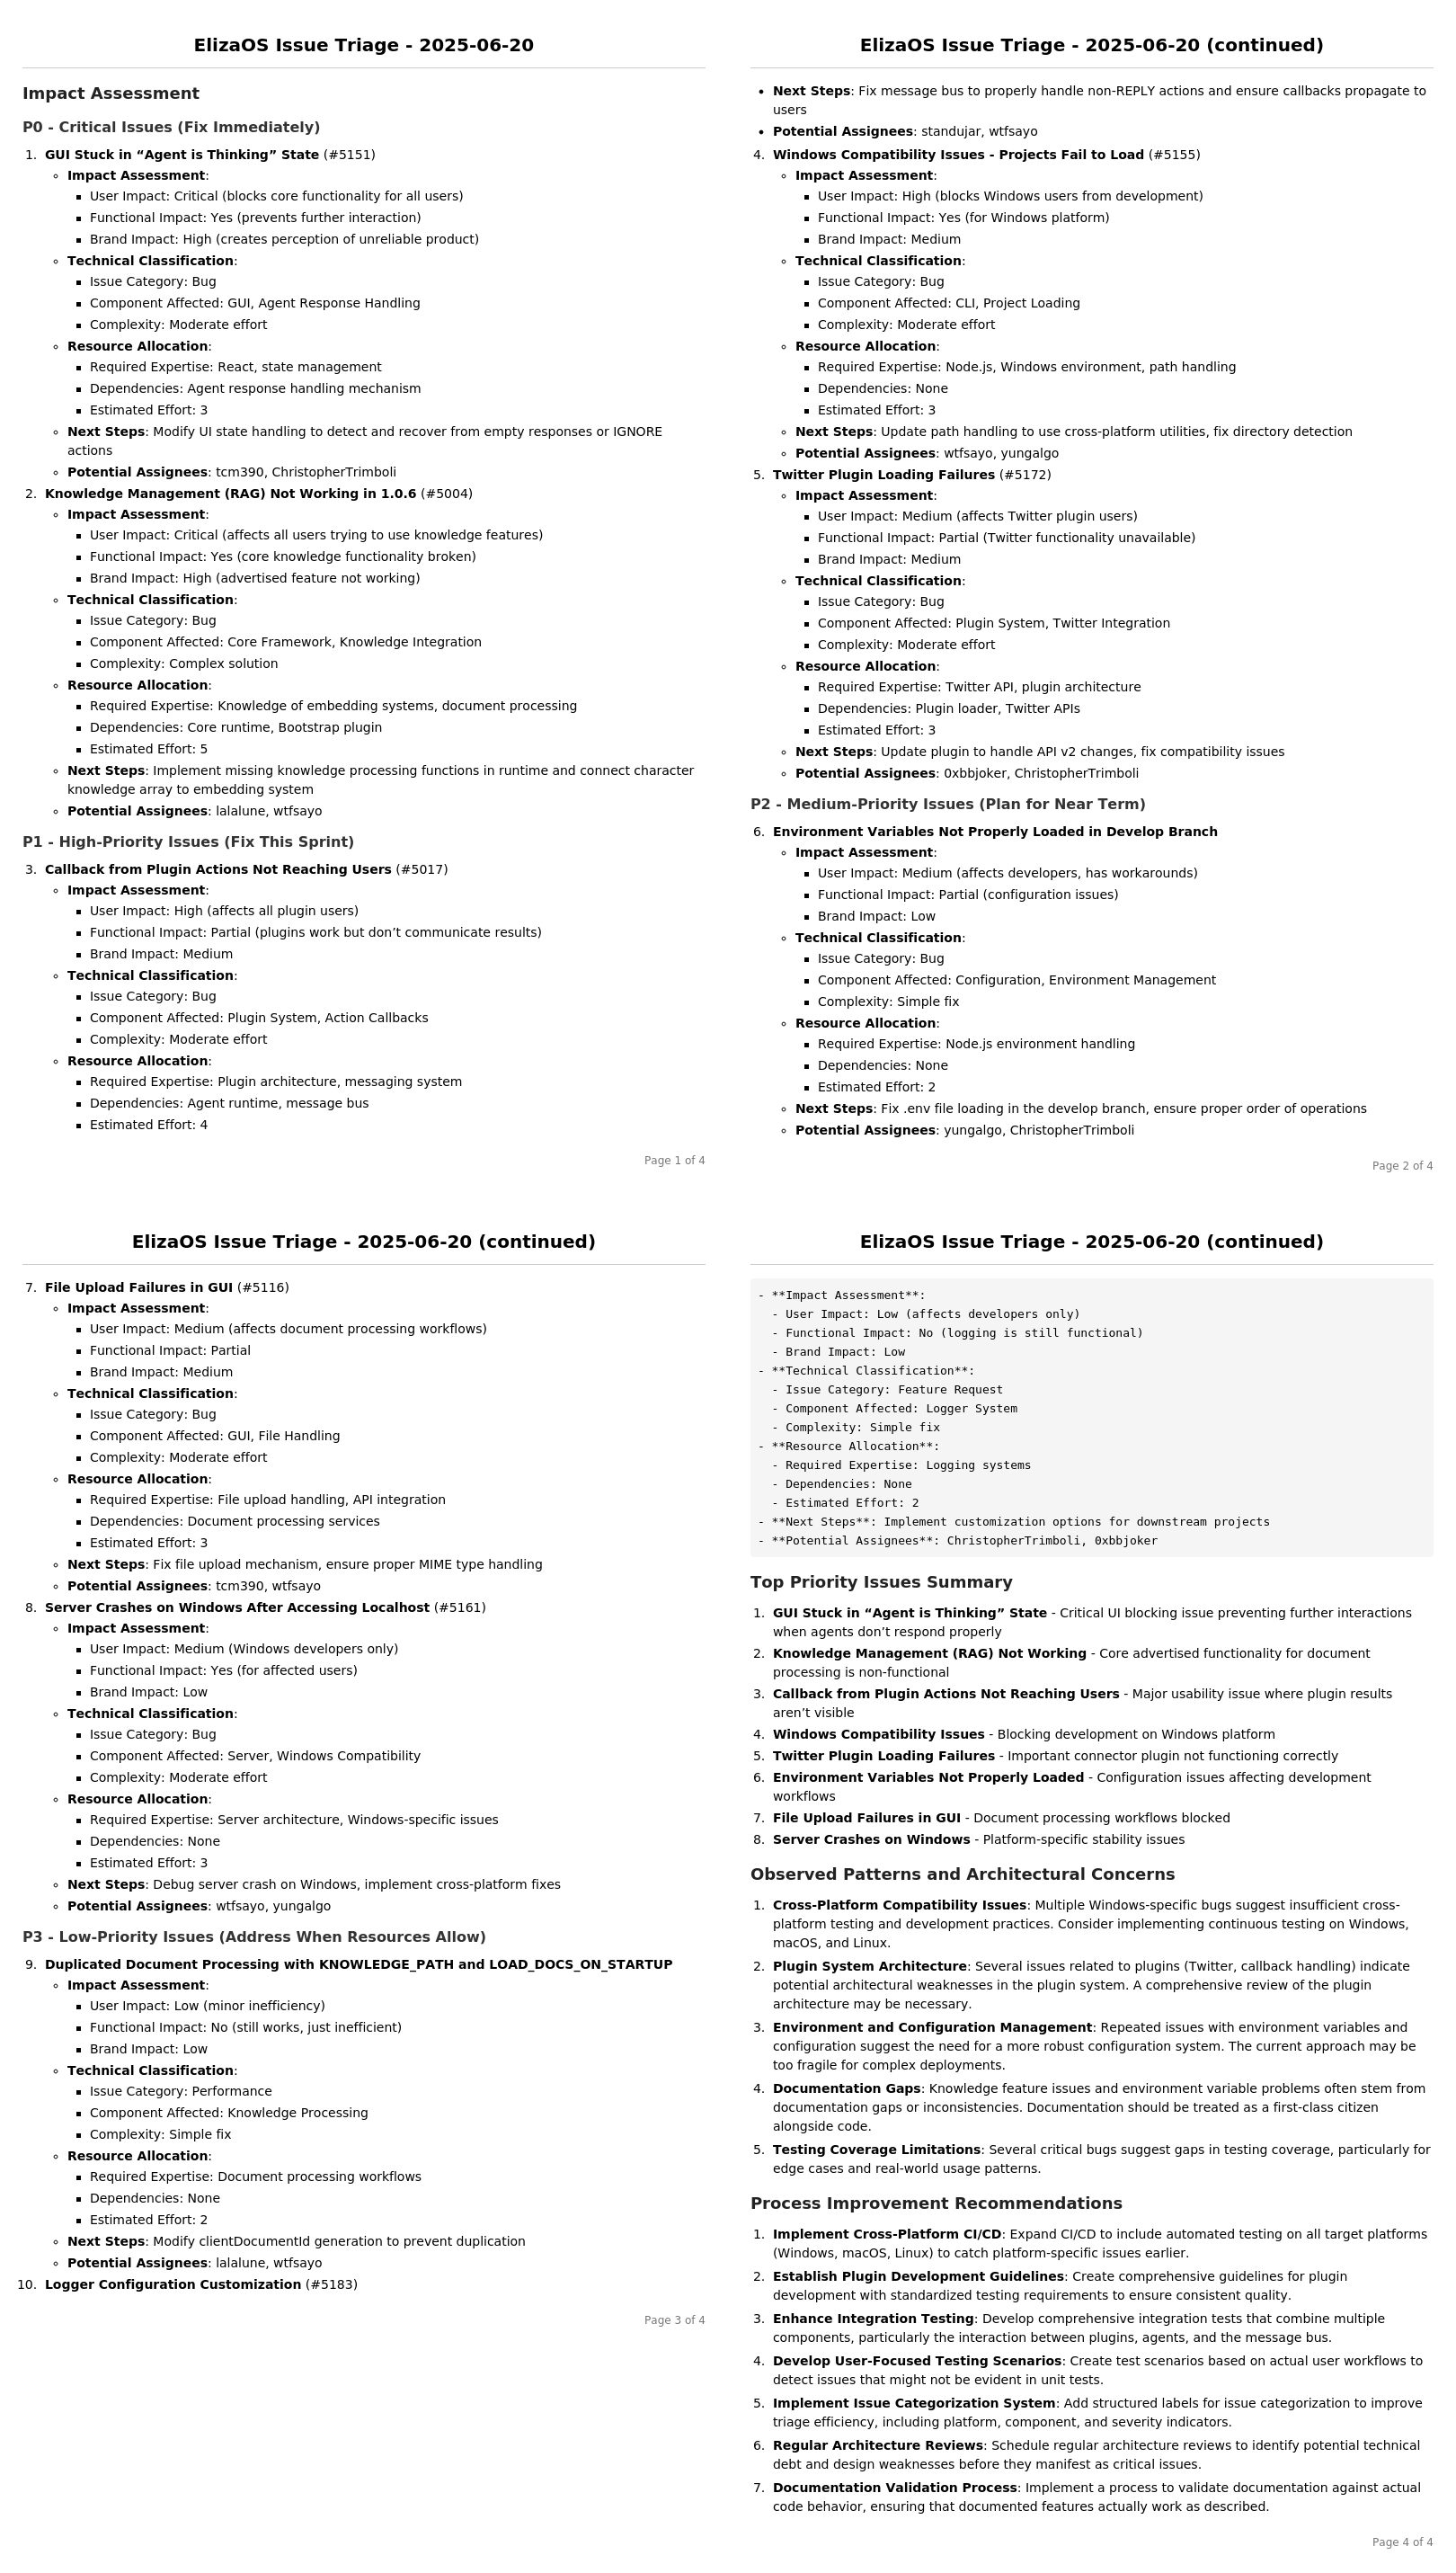 ElizaOS Issue Triage - 2025-06-20
Impact Assessment
P0 - Critical Issues (Fix Immediately)
1. GUI Stuck in “Agent is Thinking” State (#5151)
◦ Impact Assessment:
▪ User Impact: Critical (blocks core functionality for all users)
▪ Functional Impact: Yes (prevents further interaction)
▪ Brand Impact: High (creates perception of unreliable product)
◦ Technical Classification:
▪ Issue Category: Bug
▪ Component Affected: GUI, Agent Response Handling
▪ Complexity: Moderate effort
◦ Resource Allocation:
▪ Required Expertise: React, state management
▪ Dependencies: Agent response handling mechanism
▪ Estimated Effort: 3
◦ Next Steps: Modify UI state handling to detect and recover from empty responses or IGNORE
actions
◦ Potential Assignees: tcm390, ChristopherTrimboli
2. Knowledge Management (RAG) Not Working in 1.0.6 (#5004)
◦ Impact Assessment:
▪ User Impact: Critical (affects all users trying to use knowledge features)
▪ Functional Impact: Yes (core knowledge functionality broken)
▪ Brand Impact: High (advertised feature not working)
◦ Technical Classification:
▪ Issue Category: Bug
▪ Component Affected: Core Framework, Knowledge Integration
▪ Complexity: Complex solution
◦ Resource Allocation:
▪ Required Expertise: Knowledge of embedding systems, document processing
▪ Dependencies: Core runtime, Bootstrap plugin
▪ Estimated Effort: 5
◦ Next Steps: Implement missing knowledge processing functions in runtime and connect character
knowledge array to embedding system
◦ Potential Assignees: lalalune, wtfsayo
P1 - High-Priority Issues (Fix This Sprint)
3. Callback from Plugin Actions Not Reaching Users (#5017)
◦ Impact Assessment:
▪ User Impact: High (affects all plugin users)
▪ Functional Impact: Partial (plugins work but don’t communicate results)
▪ Brand Impact: Medium
◦ Technical Classification:
▪ Issue Category: Bug
▪ Component Affected: Plugin System, Action Callbacks
▪ Complexity: Moderate effort
◦ Resource Allocation:
▪ Required Expertise: Plugin architecture, messaging system
▪ Dependencies: Agent runtime, message bus
▪ Estimated Effort: 4
Page 1 of 4
ElizaOS Issue Triage - 2025-06-20 (continued)
• Next Steps: Fix message bus to properly handle non-REPLY actions and ensure callbacks propagate to
users
• Potential Assignees: standujar, wtfsayo
4. Windows Compatibility Issues - Projects Fail to Load (#5155)
◦ Impact Assessment:
▪ User Impact: High (blocks Windows users from development)
▪ Functional Impact: Yes (for Windows platform)
▪ Brand Impact: Medium
◦ Technical Classification:
▪ Issue Category: Bug
▪ Component Affected: CLI, Project Loading
▪ Complexity: Moderate effort
◦ Resource Allocation:
▪ Required Expertise: Node.js, Windows environment, path handling
▪ Dependencies: None
▪ Estimated Effort: 3
◦ Next Steps: Update path handling to use cross-platform utilities, fix directory detection
◦ Potential Assignees: wtfsayo, yungalgo
5. Twitter Plugin Loading Failures (#5172)
◦ Impact Assessment:
▪ User Impact: Medium (affects Twitter plugin users)
▪ Functional Impact: Partial (Twitter functionality unavailable)
▪ Brand Impact: Medium
◦ Technical Classification:
▪ Issue Category: Bug
▪ Component Affected: Plugin System, Twitter Integration
▪ Complexity: Moderate effort
◦ Resource Allocation:
▪ Required Expertise: Twitter API, plugin architecture
▪ Dependencies: Plugin loader, Twitter APIs
▪ Estimated Effort: 3
◦ Next Steps: Update plugin to handle API v2 changes, fix compatibility issues
◦ Potential Assignees: 0xbbjoker, ChristopherTrimboli
P2 - Medium-Priority Issues (Plan for Near Term)
6. Environment Variables Not Properly Loaded in Develop Branch
◦ Impact Assessment:
▪ User Impact: Medium (affects developers, has workarounds)
▪ Functional Impact: Partial (configuration issues)
▪ Brand Impact: Low
◦ Technical Classification:
▪ Issue Category: Bug
▪ Component Affected: Configuration, Environment Management
▪ Complexity: Simple fix
◦ Resource Allocation:
▪ Required Expertise: Node.js environment handling
▪ Dependencies: None
▪ Estimated Effort: 2
◦ Next Steps: Fix .env file loading in the develop branch, ensure proper order of operations
◦ Potential Assignees: yungalgo, ChristopherTrimboli
Page 2 of 4
ElizaOS Issue Triage - 2025-06-20 (continued)
7. File Upload Failures in GUI (#5116)
◦ Impact Assessment:
▪ User Impact: Medium (affects document processing workflows)
▪ Functional Impact: Partial
▪ Brand Impact: Medium
◦ Technical Classification:
▪ Issue Category: Bug
▪ Component Affected: GUI, File Handling
▪ Complexity: Moderate effort
◦ Resource Allocation:
▪ Required Expertise: File upload handling, API integration
▪ Dependencies: Document processing services
▪ Estimated Effort: 3
◦ Next Steps: Fix file upload mechanism, ensure proper MIME type handling
◦ Potential Assignees: tcm390, wtfsayo
8. Server Crashes on Windows After Accessing Localhost (#5161)
◦ Impact Assessment:
▪ User Impact: Medium (Windows developers only)
▪ Functional Impact: Yes (for affected users)
▪ Brand Impact: Low
◦ Technical Classification:
▪ Issue Category: Bug
▪ Component Affected: Server, Windows Compatibility
▪ Complexity: Moderate effort
◦ Resource Allocation:
▪ Required Expertise: Server architecture, Windows-specific issues
▪ Dependencies: None
▪ Estimated Effort: 3
◦ Next Steps: Debug server crash on Windows, implement cross-platform fixes
◦ Potential Assignees: wtfsayo, yungalgo
P3 - Low-Priority Issues (Address When Resources Allow)
9. Duplicated Document Processing with KNOWLEDGE_PATH and LOAD_DOCS_ON_STARTUP
◦ Impact Assessment:
▪ User Impact: Low (minor inefficiency)
▪ Functional Impact: No (still works, just inefficient)
▪ Brand Impact: Low
◦ Technical Classification:
▪ Issue Category: Performance
▪ Component Affected: Knowledge Processing
▪ Complexity: Simple fix
◦ Resource Allocation:
▪ Required Expertise: Document processing workflows
▪ Dependencies: None
▪ Estimated Effort: 2
◦ Next Steps: Modify clientDocumentId generation to prevent duplication
◦ Potential Assignees: lalalune, wtfsayo
10. Logger Configuration Customization (#5183)
Page 3 of 4
ElizaOS Issue Triage - 2025-06-20 (continued)
- **Impact Assessment**:
  - User Impact: Low (affects developers only)
  - Functional Impact: No (logging is still functional)
  - Brand Impact: Low
- **Technical Classification**:
  - Issue Category: Feature Request
  - Component Affected: Logger System
  - Complexity: Simple fix
- **Resource Allocation**:
  - Required Expertise: Logging systems
  - Dependencies: None
  - Estimated Effort: 2
- **Next Steps**: Implement customization options for downstream projects
- **Potential Assignees**: ChristopherTrimboli, 0xbbjoker
Top Priority Issues Summary
1. GUI Stuck in “Agent is Thinking” State - Critical UI blocking issue preventing further interactions
when agents don’t respond properly
2. Knowledge Management (RAG) Not Working - Core advertised functionality for document
processing is non-functional
3. Callback from Plugin Actions Not Reaching Users - Major usability issue where plugin results
aren’t visible
4. Windows Compatibility Issues - Blocking development on Windows platform
5. Twitter Plugin Loading Failures - Important connector plugin not functioning correctly
6. Environment Variables Not Properly Loaded - Configuration issues affecting development
workflows
7. File Upload Failures in GUI - Document processing workflows blocked
8. Server Crashes on Windows - Platform-specific stability issues
Observed Patterns and Architectural Concerns
1. Cross-Platform Compatibility Issues: Multiple Windows-specific bugs suggest insufficient cross-
platform testing and development practices. Consider implementing continuous testing on Windows,
macOS, and Linux.
2. Plugin System Architecture: Several issues related to plugins (Twitter, callback handling) indicate
potential architectural weaknesses in the plugin system. A comprehensive review of the plugin
architecture may be necessary.
3. Environment and Configuration Management: Repeated issues with environment variables and
configuration suggest the need for a more robust configuration system. The current approach may be
too fragile for complex deployments.
4. Documentation Gaps: Knowledge feature issues and environment variable problems often stem from
documentation gaps or inconsistencies. Documentation should be treated as a first-class citizen
alongside code.
5. Testing Coverage Limitations: Several critical bugs suggest gaps in testing coverage, particularly for
edge cases and real-world usage patterns.
Process Improvement Recommendations
1. Implement Cross-Platform CI/CD: Expand CI/CD to include automated testing on all target platforms
(Windows, macOS, Linux) to catch platform-specific issues earlier.
2. Establish Plugin Development Guidelines: Create comprehensive guidelines for plugin
development with standardized testing requirements to ensure consistent quality.
3. Enhance Integration Testing: Develop comprehensive integration tests that combine multiple
components, particularly the interaction between plugins, agents, and the message bus.
4. Develop User-Focused Testing Scenarios: Create test scenarios based on actual user workflows to
detect issues that might not be evident in unit tests.
5. Implement Issue Categorization System: Add structured labels for issue categorization to improve
triage efficiency, including platform, component, and severity indicators.
6. Regular Architecture Reviews: Schedule regular architecture reviews to identify potential technical
debt and design weaknesses before they manifest as critical issues.
7. Documentation Validation Process: Implement a process to validate documentation against actual
code behavior, ensuring that documented features actually work as described.
Page 4 of 4